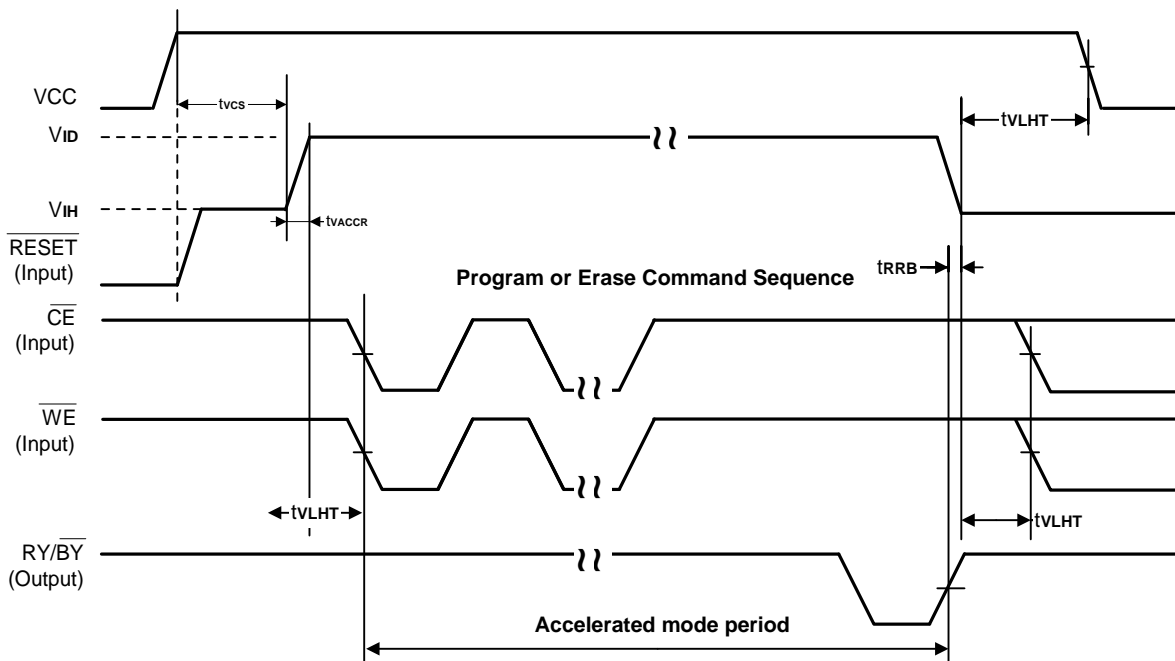 VCC
tVCS
VID
tVLHT
VIH
tVACCR
RESET
(Input)
tRRB
Program or Erase Command Sequence
CE
(Input)
WE
(Input)
tVLHT
tVLHT
RY/BY
(Output)
Accelerated mode period